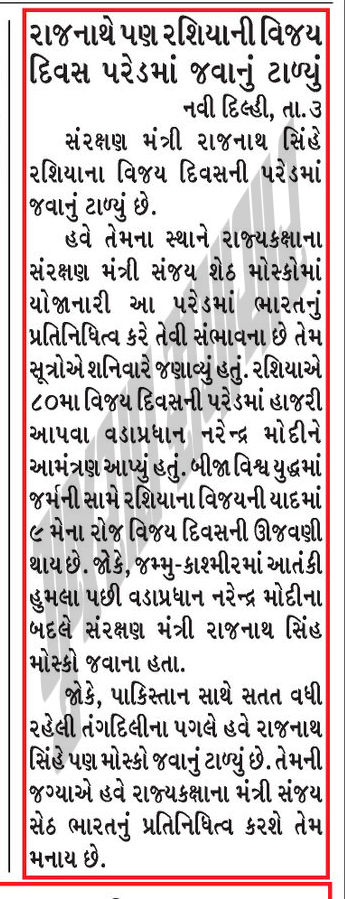 રાજનાથે પણ રશિયાની વિજય
દિવસ પરેડમાં જવાનું ટાળ્યું
નવી દિલ્હી, તા.૩
સંરક્ષણ મંત્રી રાજનાથ સિંહે
રશિયાના વિજય દિવસની પરેડમાં
જવાનું ટાળ્યું છે.
હવે તેમના સ્થાને રાજ્યકક્ષાના
સંરક્ષણ મંત્રી સંજય શેઠ મોસ્કોમાં
યોજાનારી આ પરેડમાં ભારતનું
પ્રતિનિધિત્વ કરે તેવી સંભાવના છે તેમ
સૂત્રોએ શનિવારે જણાવ્યું હતું. રશિયાએ
૮૦મા વિજય દિવસની પરેડમાં હાજરી
આપવા વડાપ્રધાન નરેન્દ્ર મોદીને
આમંત્રણ આપ્યું હતું. બીજા વિશ્વ યુદ્ધમાં
જર્મની સામે રશિયાના વિજયની યાદમાં
૯ મેના રોજ વિજય દિવસની ઊજવણી
થાય છે. જોકે, જમ્મુ-કાશ્મીરમાં આતંકી
હુમલા પછી વડાપ્રધાન નરેન્દ્ર મોદીના
બદલે સંરક્ષણ મંત્રી રાજનાથ સિંહ
મોસ્કો જવાના હતા.
જોકે, પાકિસ્તાન સાથે સતત વધી
રહેલી તંગદિલીના પગલે હવે રાજનાથ
સિંહે પણ મોસ્કો જવાનું ટાળ્યું છે. તેમની
જગ્યાએ હવે રાજ્યકક્ષાના મંત્રી સંજય
સેઠ ભારતનું પ્રતિનિધિત્વ કરશે તેમ
મનાય છે.